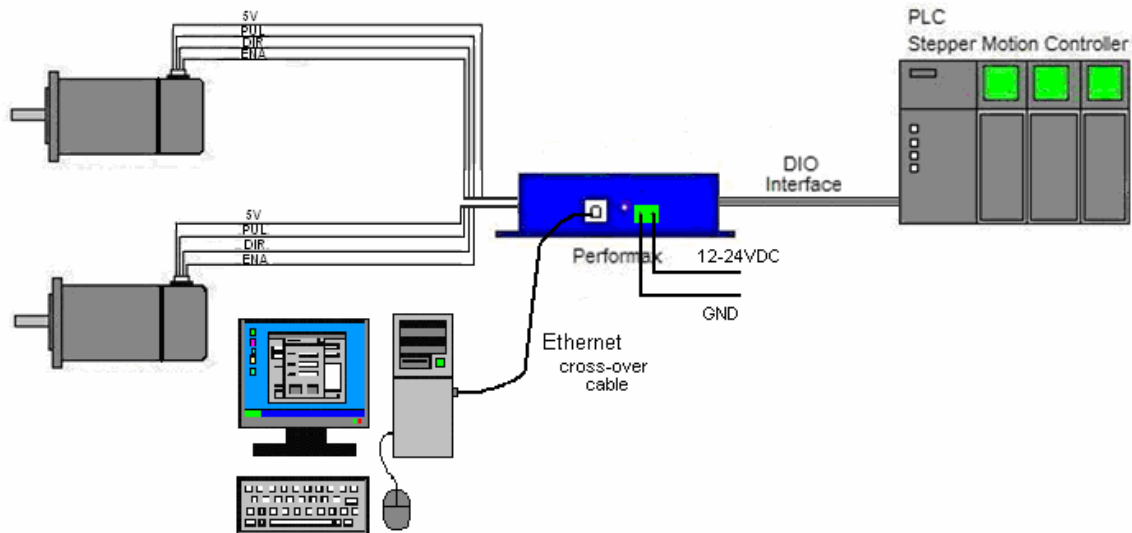 5V
PUL
DIR
ENA
PLC
Stepper Motion Controller
DIO
Interface
5V
PUL
DIR
ENA
Performax
12-24VDC
GND
Ethernet
cross-over
cable